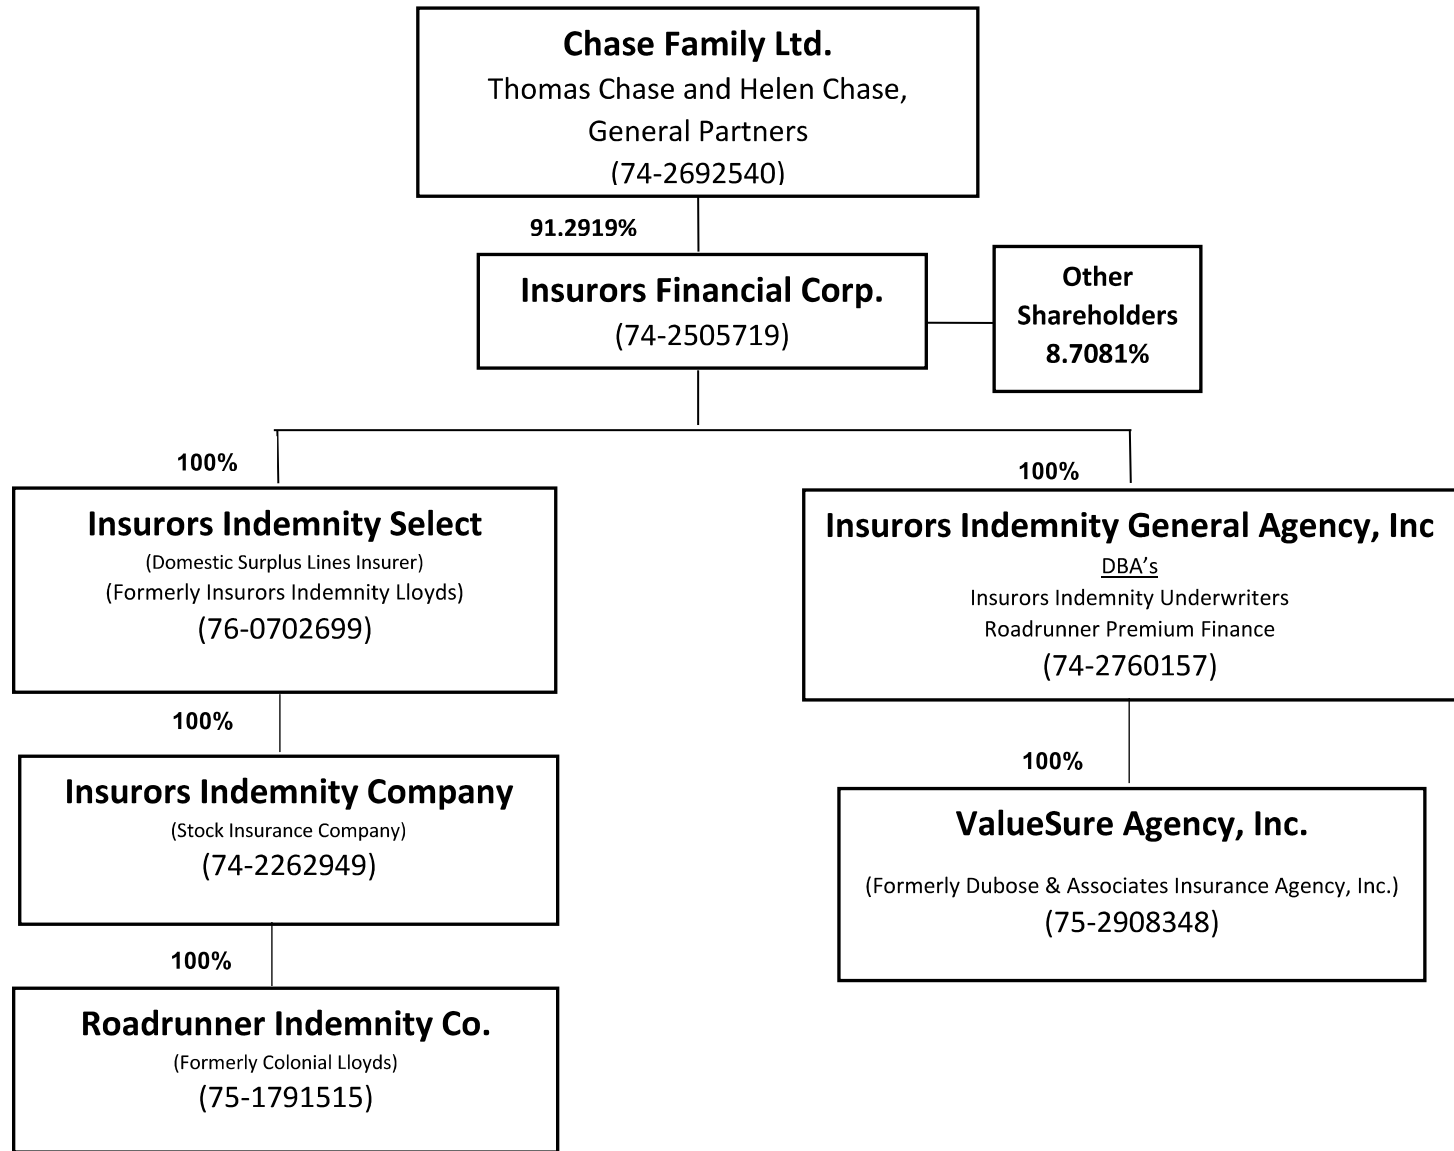 Chase Family Ltd.
Thomas Chase and Helen Chase,
General Partners
(74-2692540)
91.2919%
Insurors Financial Corp.
(74-2505719)
Other
Shareholders
8.7081%
100%
Insurors Indemnity Select
(Domestic Surplus Lines Insurer)
(Formerly Insurors Indemnity Lloyds)
(76-0702699)
100%
Insurors Indemnity Company
(Stock Insurance Company)
(74-2262949)
100%
Roadrunner Indemnity Co.
(Formerly Colonial Lloyds)
(75-1791515)
100%
Insurors Indemnity General Agency, Inc
DBA’s
Insurors Indemnity Underwriters
Roadrunner Premium Finance
(74-2760157)
100%
ValueSure Agency, Inc.
(Formerly Dubose & Associates Insurance Agency, Inc.)
(75-2908348)